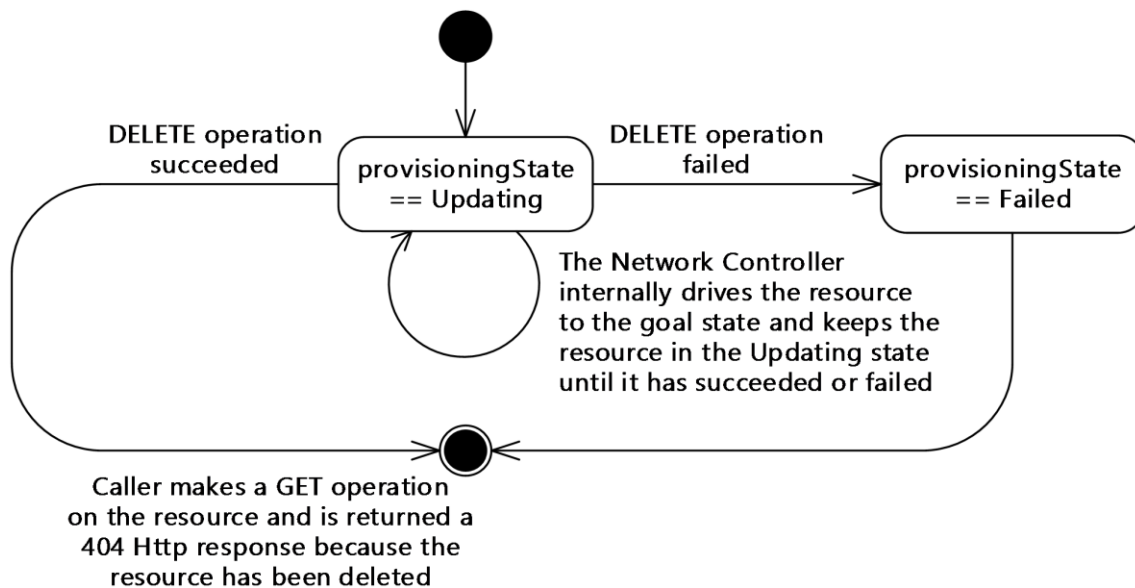 DELETE operation
succeeded
provisioningState
== Updating
DELETE operation
failed
provisioningState
== Failed
The Network Controller
internally drives the resource
to the goal state and keeps the
resource in the Updating state
until it has succeeded or failed
Caller makes a GET operation
on the resource and is returned a
404 Http response because the
resource has been deleted